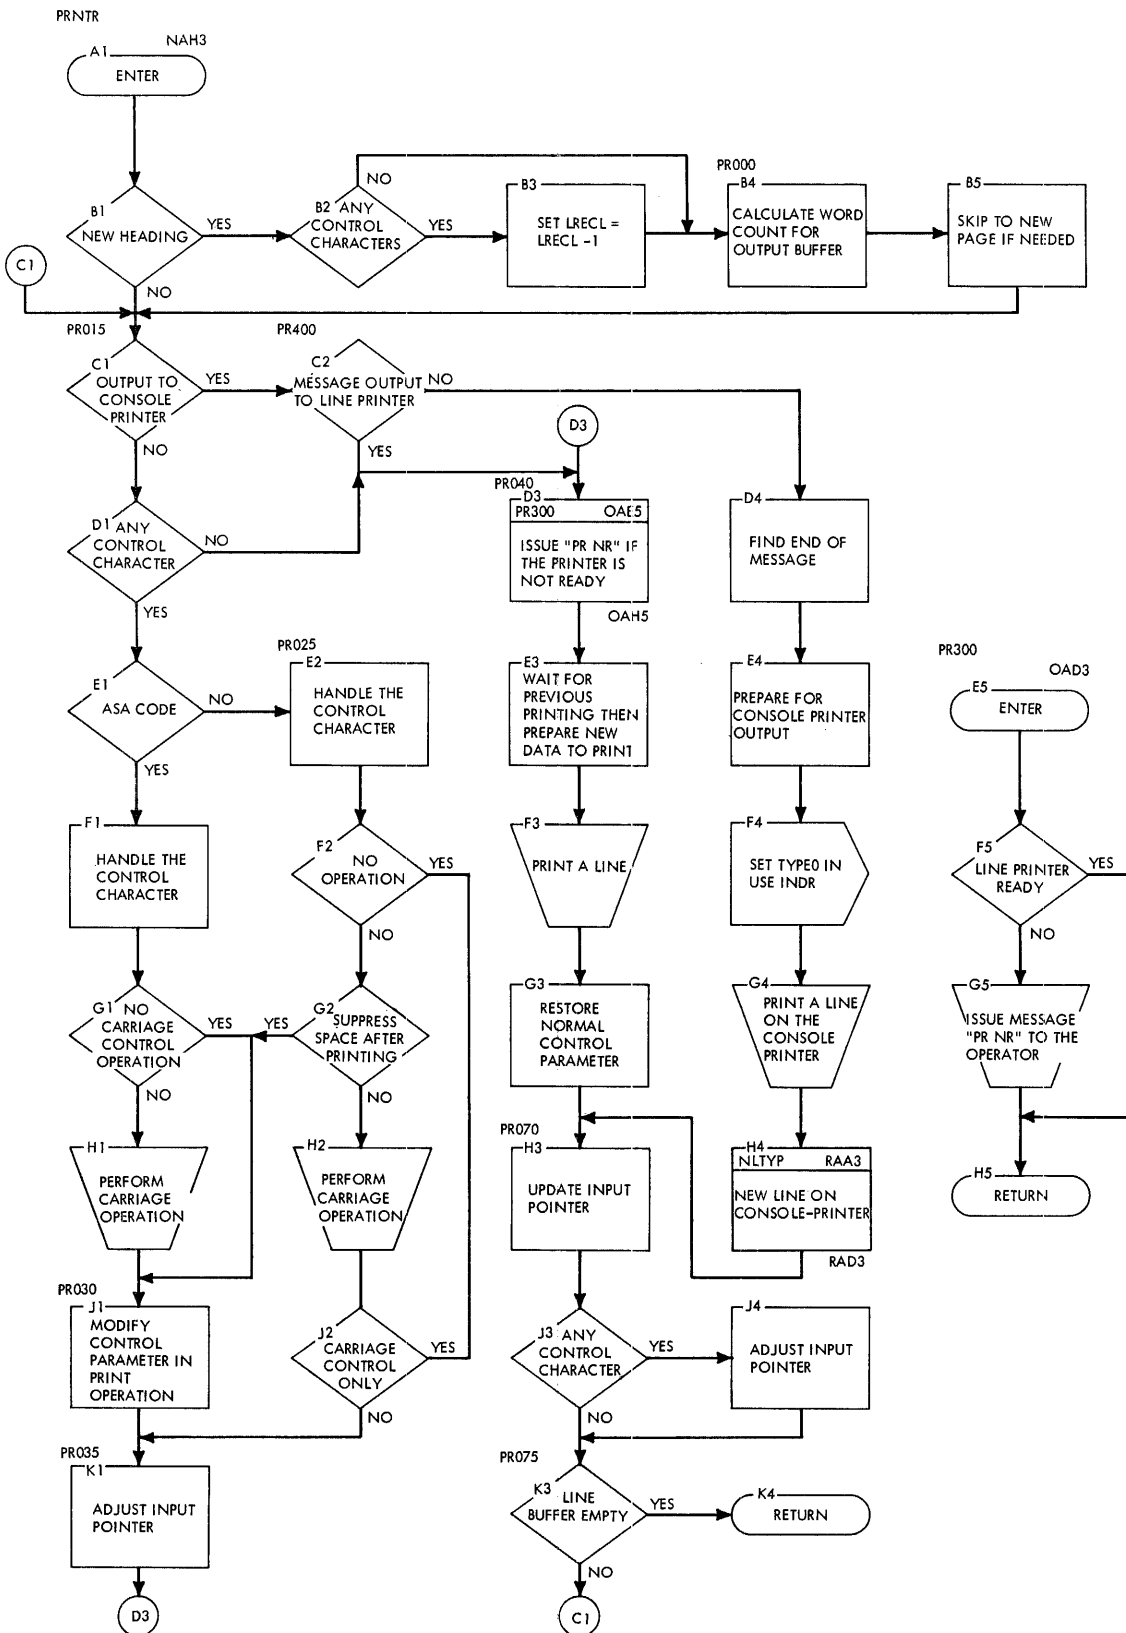 PRNTR
A1
NAH3
ENTER
B1
NEW HEADING
YES
NO
B2
ANY
CONTROL
CHARACTERS
NO
YES
B3
SET LRECL =
LRECL -1
PR000
B4
CALCULATE WORD
COUNT FOR
OUTPUT BUFFER
B5
SKIP TO NEW
PAGE IF NEEDED
C1
PR015
C1
OUTPUT TO
CONSOLE
PRINTER
YES
NO
PR400
C2
MESSAGE OUTPUT
TO LINE PRINTER
NO
YES
D3
D1
ANY
CONTROL
CHARACTER
NO
YES
PR040
D3
PR300
OAE5
ISSUE "PR NR" IF
THE PRINTER IS
NOT READY
OAH5
D4
FIND END OF
MESSAGE
E1
ASA CODE
NO
YES
PR025
E2
HANDLE THE
CONTROL
CHARACTER
E3
WAIT FOR
PREVIOUS
PRINTING THEN
PREPARE NEW
DATA TO PRINT
E4
PREPARE FOR
CONSOLE PRINTER
OUTPUT
PR300
E5
OAD3
ENTER
F1
HANDLE THE
CONTROL
CHARACTER
F2
NO
OPERATION
YES
NO
F3
PRINT A LINE
F4
SET TYPE0 IN
USE INDR
F5
LINE PRINTER
READY
YES
NO
G1
NO
CARRIAGE
CONTROL
OPERATION
YES
NO
G2
SUPPRESS
SPACE AFTER
PRINTING
YES
NO
G3
RESTORE
NORMAL
CONTROL
PARAMETER
G4
PRINT A LINE
ON THE
CONSOLE
PRINTER
G5
ISSUE MESSAGE
"PR NR" TO THE
OPERATOR
H1
PERFORM
CARRIAGE
OPERATION
H2
PERFORM
CARRIAGE
OPERATION
PR070
H3
UPDATE INPUT
POINTER
H4
NLTYP
RAA3
NEW LINE ON
CONSOLE-PRINTER
RAD3
H5
RETURN
PR030
J1
MODIFY
CONTROL
PARAMETER IN
PRINT
OPERATION
J2
CARRIAGE
CONTROL
ONLY
YES
NO
J3
ANY
CONTROL
CHARACTER
YES
NO
J4
ADJUST INPUT
POINTER
PR035
K1
ADJUST INPUT
POINTER
PR075
K3
LINE
BUFFER EMPTY
YES
NO
K4
RETURN
D3
C1